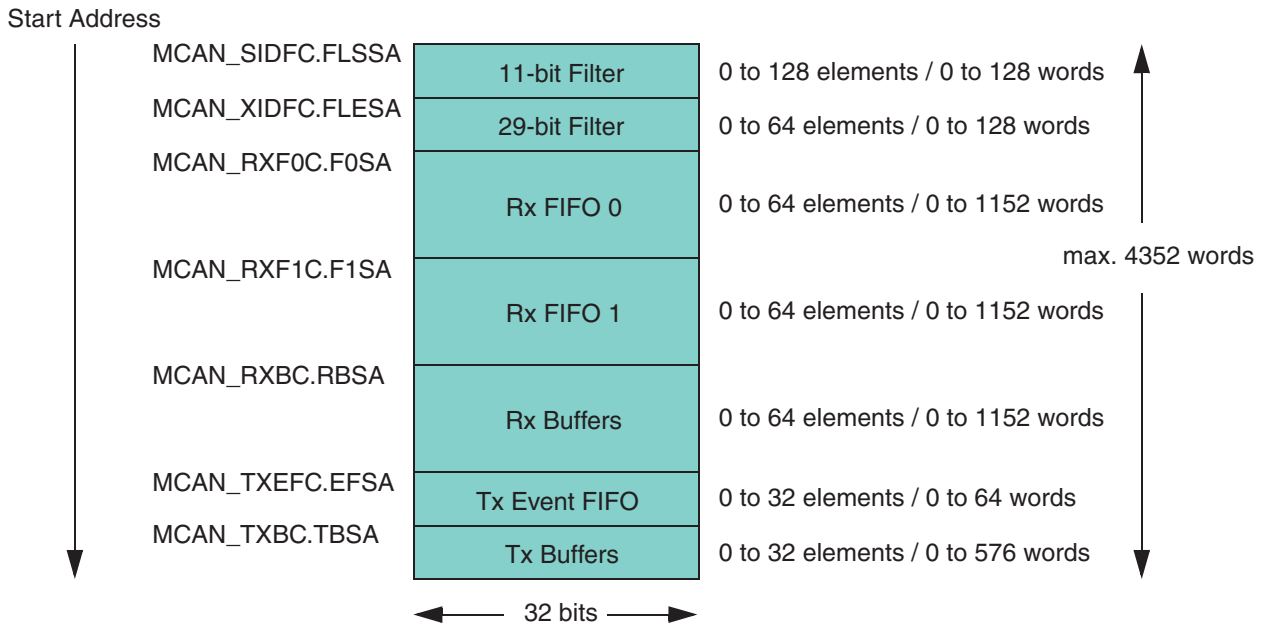 Start Address
MCAN_SIDFC.FLSSA
11-bit Filter
0 to 128 elements / 0 to 128 words
MCAN_XIDFC.FLESA
29-bit Filter
0 to 64 elements / 0 to 128 words
MCAN_RXF0C.F0SA
Rx FIFO 0
0 to 64 elements / 0 to 1152 words
max. 4352 words
MCAN_RXF1C.F1SA
Rx FIFO 1
0 to 64 elements / 0 to 1152 words
MCAN_RXBC.RBSA
Rx Buffers
0 to 64 elements / 0 to 1152 words
MCAN_TXEFC.EFSA
Tx Event FIFO
0 to 32 elements / 0 to 64 words
MCAN_TXBC.TBSA
Tx Buffers
0 to 32 elements / 0 to 576 words
32 bits